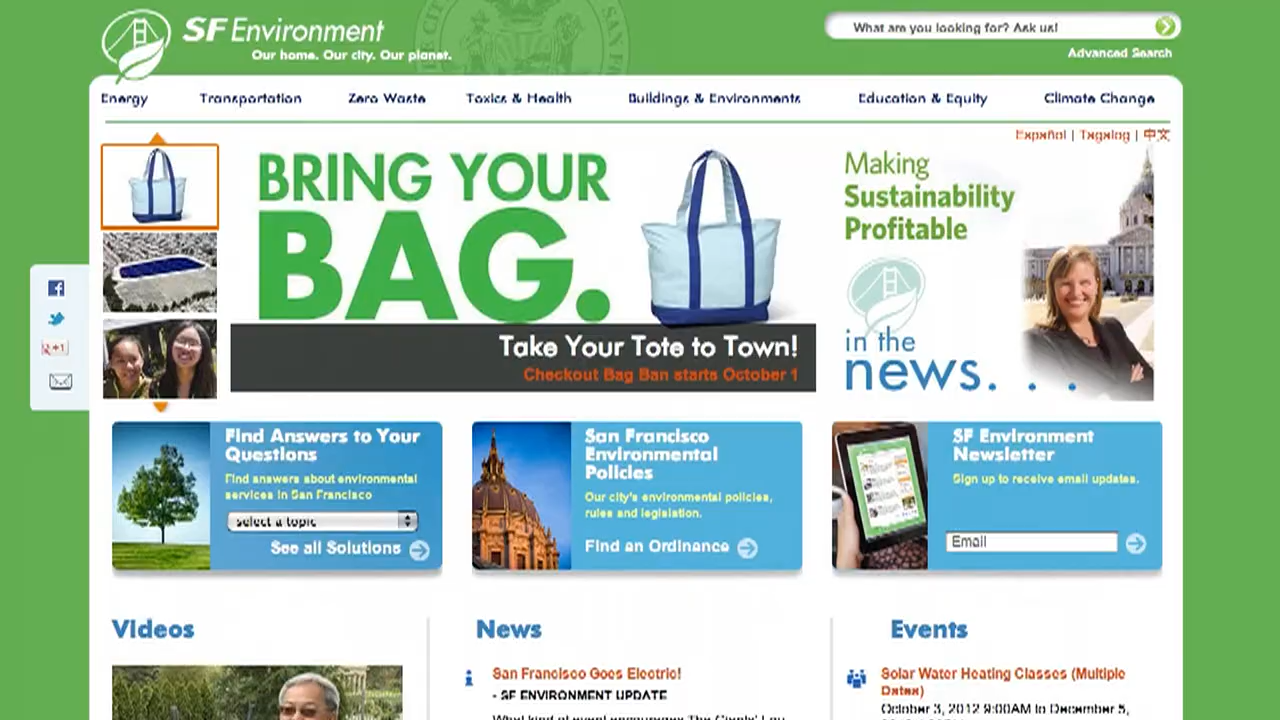 SF Environment
Our home. Our city. Our planet.
What are you looking for? Ask us!
Advanced Search
Energy
Transportation
Zero Waste
Toxics & Health
Buildings & Environments
Education & Equity
Climate Change
Español | Tagalog | 中文
BRING YOUR
BAG.
Take Your Tote to Town!
Checkout Bag Ban starts October 1
Making
Sustainability
Profitable
in the
news. . .
+1
Find Answers to Your
Questions
Find answers about environmental
services in San Francisco
select a topic
See all Solutions
San Francisco
Environmental
Policies
Our city's environmental policies,
rules and legislation.
Find an Ordinance
SF Environment
Newsletter
Sign up to receive email updates.
Email
Videos
News
San Francisco Goes Electric!
- SF ENVIRONMENT UPDATE
Events
Solar Water Heating Classes (Multiple
Dates)
October 3, 2012 9:00AM to December 5,